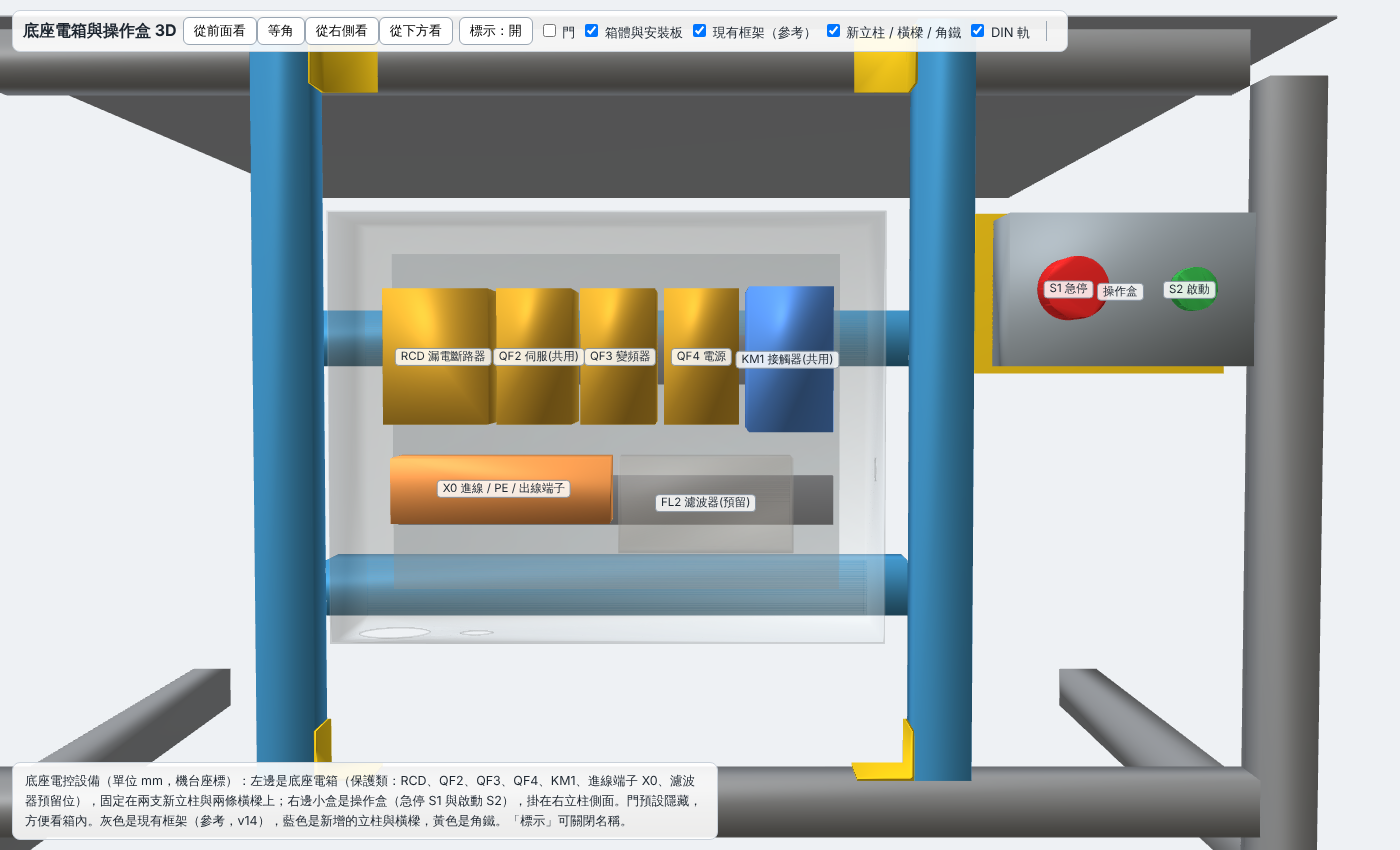 底座電箱與操作盒 3D 從前面看 等角 從右側看 從下方看 標示：開 門 箱體與安裝板 現有框架（參考） 新立柱 / 橫樑 / 角鐵 DIN 軌
S1 急停 操作盒 S2 啟動
RCD 漏電斷路器 QF2 伺服(共用) QF3 變頻器 QF4 電源 KM1 接觸器(共用)
X0 進線 / PE / 出線端子 FL2 濾波器(預留)
底座電控設備（單位 mm，機台座標）：左邊是底座電箱（保護類：RCD、QF2、QF3、QF4、KM1、進線端子 X0、濾波
器預留位），固定在兩支新立柱與兩條橫樑上；右邊小盒是操作盒（急停 S1 與啟動 S2），掛在右立柱側面。門預設隱藏，
方便看箱內。灰色是現有框架（參考，v14），藍色是新增的立柱與橫樑，黃色是角鐵。「標示」可關閉名稱。